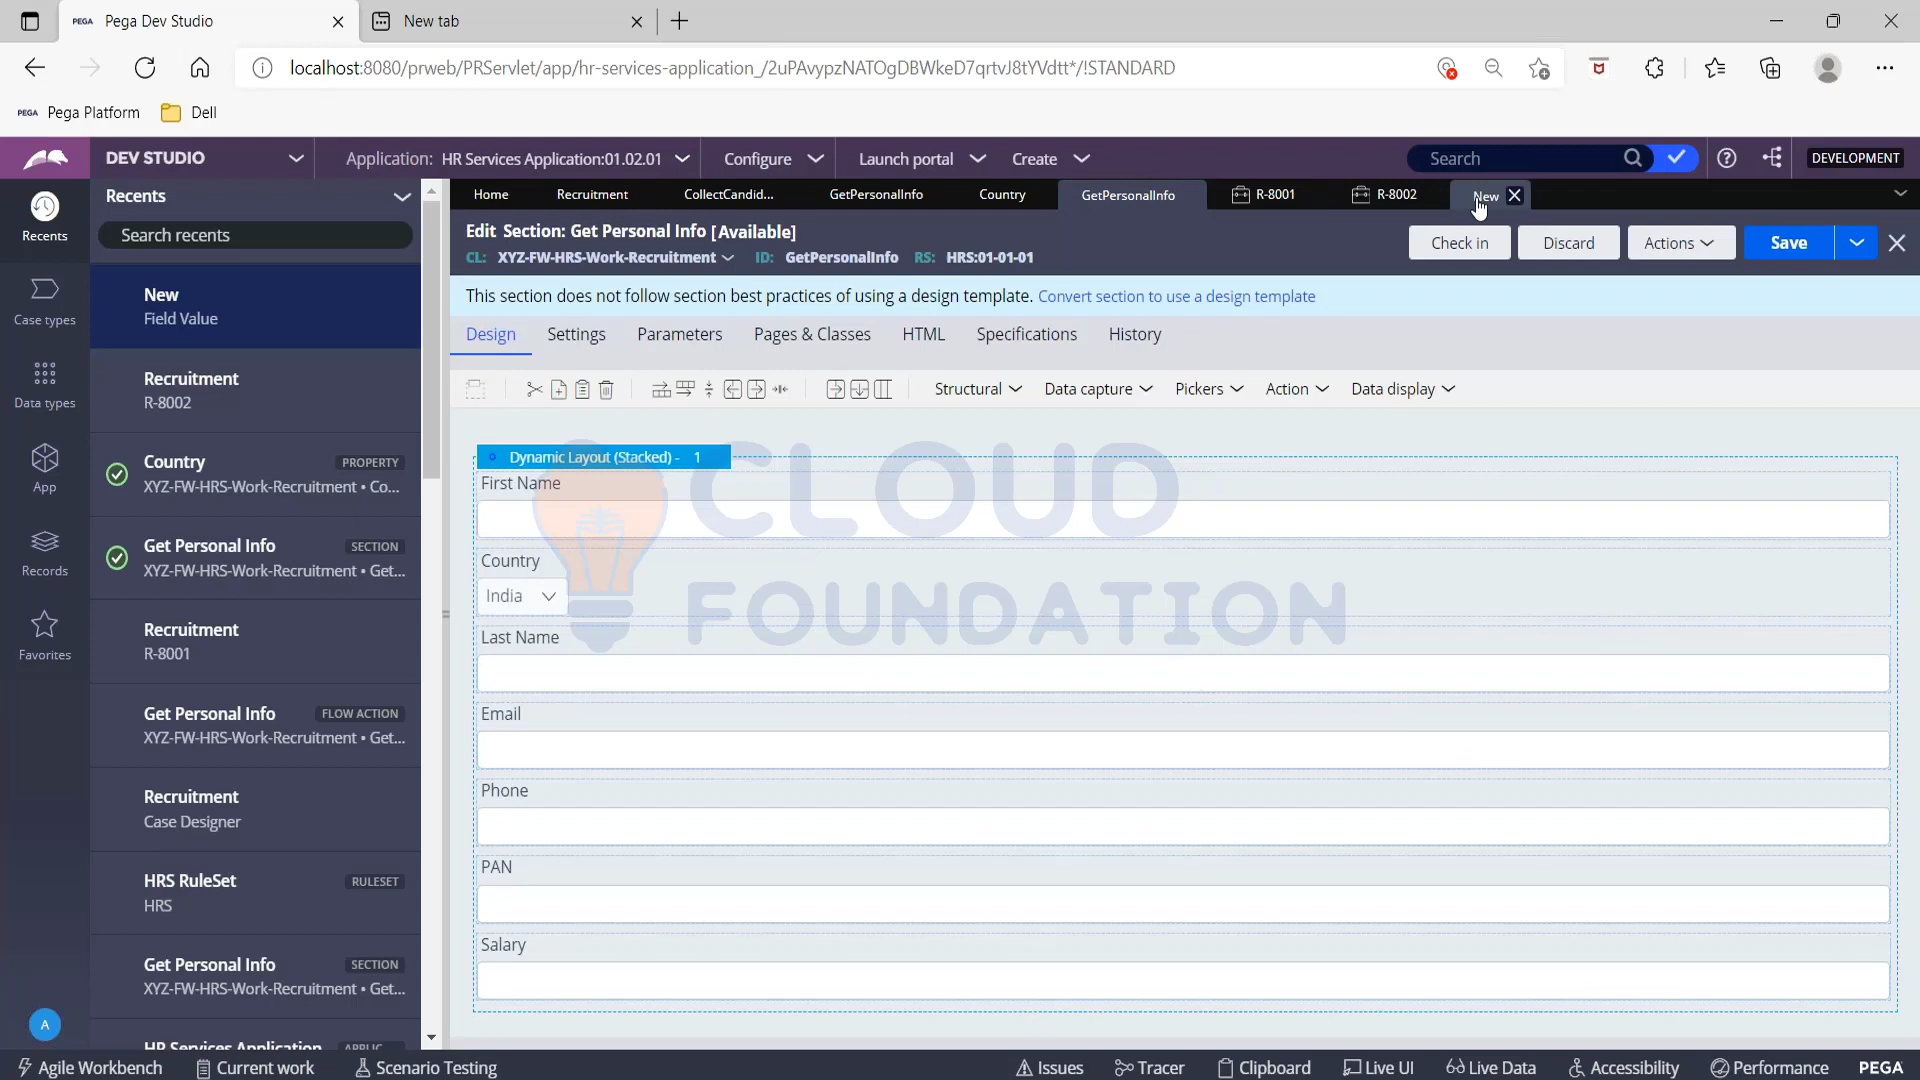 PEGA Pega Dev Studio
New tab
localhost:8080/prweb/PRServlet/app/hr-services-application_/2uPAvypzNATOgDBWkeD7qrtvJ8tYVdtt*/!STANDARD
PEGA Pega Platform Dell
DEV STUDIO Application: HR Services Application:01.02.01 Configure Launch portal Create Search DEVELOPMENT
Recents
Home Recruitment CollectCandid... GetPersonalInfo Country GetPersonalInfo R-8001 R-8002 New
Edit Section: Get Personal Info [Available]
CL: XYZ-FW-HRS-Work-Recruitment ID: GetPersonalInfo RS: HRS:01-01-01
Check in Discard Actions Save
This section does not follow section best practices of using a design template. Convert section to use a design template
Design Settings Parameters Pages & Classes HTML Specifications History
Structural Data capture Pickers Action Data display
Recents
Case types
Data types
App
Records
Favorites
A
Search recents
New
Field Value
Recruitment
R-8002
Country PROPERTY
XYZ-FW-HRS-Work-Recruitment • Co...
Get Personal Info SECTION
XYZ-FW-HRS-Work-Recruitment • Get...
Recruitment
R-8001
Get Personal Info FLOW ACTION
XYZ-FW-HRS-Work-Recruitment • Get...
Recruitment
Case Designer
HRS RuleSet RULESET
HRS
Get Personal Info SECTION
XYZ-FW-HRS-Work-Recruitment • Get...
HR Services Application APPLIC...
Dynamic Layout (Stacked) - 1
First Name
Country
India
Last Name
Email
Phone
PAN
Salary
CLOUD
FOUNDATION
Agile Workbench Current work Scenario Testing Issues Tracer Clipboard Live UI Live Data Accessibility Performance PEGA